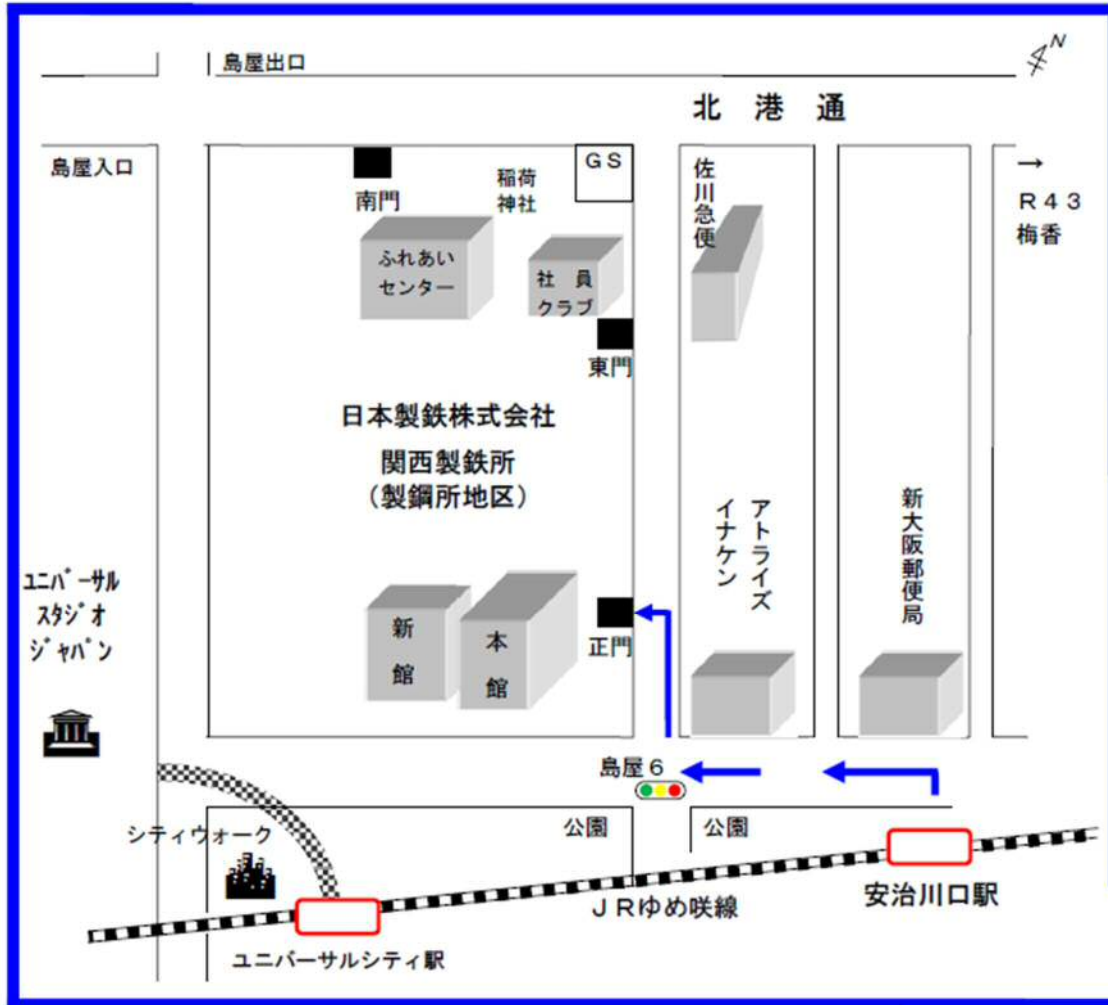 島屋出口
N
北港通
島屋入口
南門
稲荷
神社
GS
佐川急便
→
R43
梅香
ふれあい
センター
社員
クラブ
東門
日本製鉄株式会社
関西製鉄所
（製鋼所地区）
アトライズ
イナケン
新大阪郵便局
ﾕﾆﾊﾞｰｻﾙ
ｽﾀｼﾞｵ
ｼﾞｬﾊﾟﾝ
新館
本館
正門
島屋6
シティウォーク
公園
公園
安治川口駅
JRゆめ咲線
ユニバーサルシティ駅